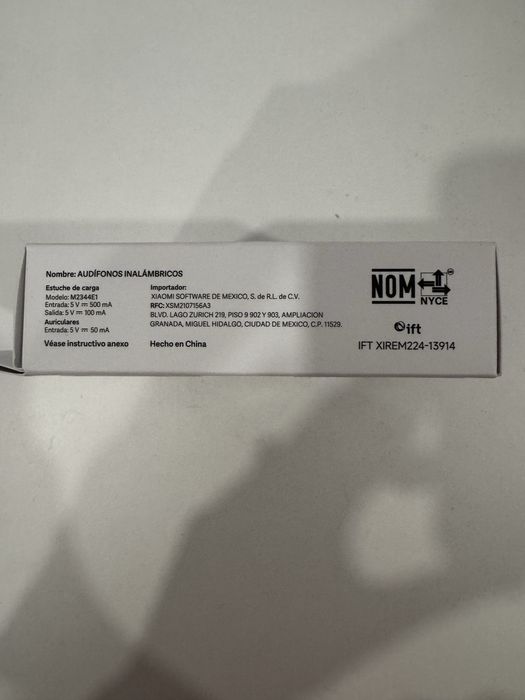 Nombre: AUDÍFONOS INALÁMBRICOS
Estuche de carga
Modelo: M2344E1
Entrada: 5 V ⎓ 500 mA
Salida: 5 V ⎓ 100 mA
Auriculares
Entrada: 5 V ⎓ 50 mA
Véase instructivo anexo
Importador:
XIAOMI SOFTWARE DE MEXICO, S. de R.L. de C.V.
RFC: XSM2107156A3
BLVD. LAGO ZURICH 219, PISO 9 902 Y 903, AMPLIACION
GRANADA, MIGUEL HIDALGO, CIUDAD DE MEXICO, C.P. 11529.
Hecho en China
NOM
NYCE
ift
IFT XIREM224-13914